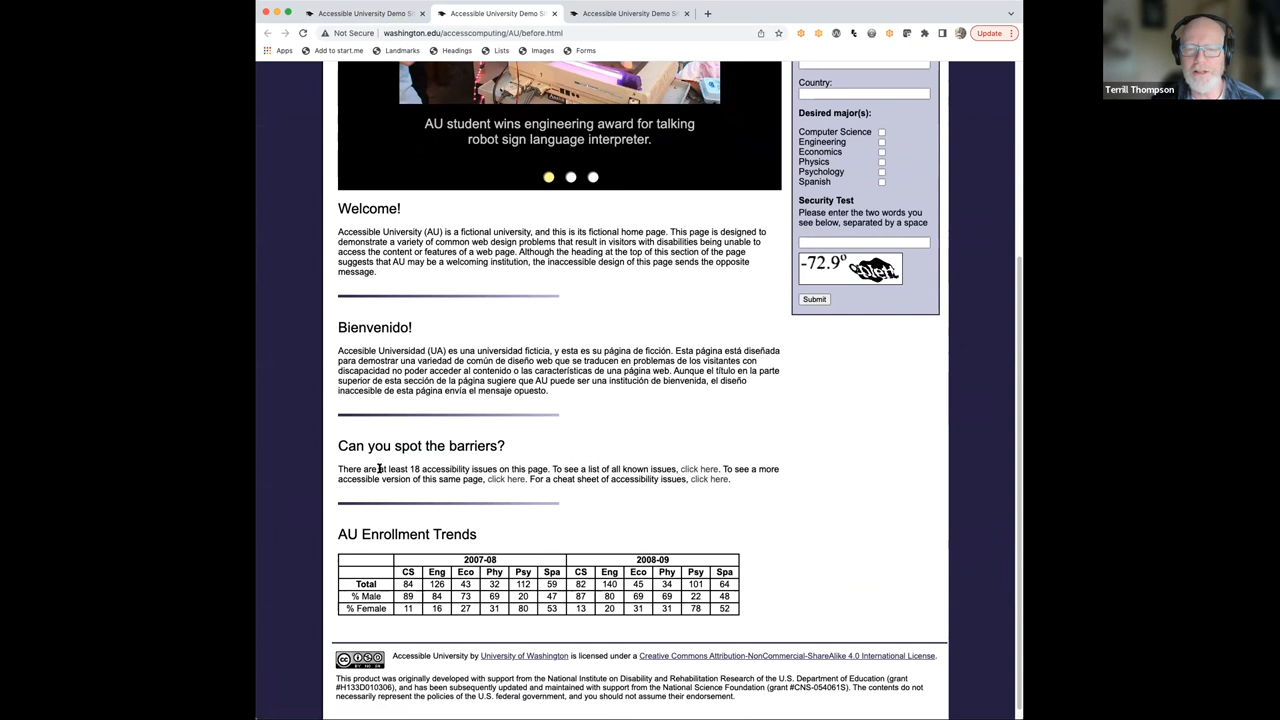 Accessible University Demo Si
Accessible University Demo Si
Accessible University Demo Si
Not Secure
washington.edu/accesscomputing/AU/before.html
Update
Apps
Add to start.me
Landmarks
Headings
Lists
Images
Forms
Terrill Thompson
AU student wins engineering award for talking
robot sign language interpreter.
Welcome!
Accessible University (AU) is a fictional university, and this is its fictional home page. This page is designed to
demonstrate a variety of common web design problems that result in visitors with disabilities being unable to
access the content or features of a web page. Although the heading at the top of this section of the page
suggests that AU may be a welcoming institution, the inaccessible design of this page sends the opposite
message.
Bienvenido!
Accesible Universidad (UA) es una universidad ficticia, y esta es su página de ficción. Esta página está diseñada
para demostrar una variedad de común de diseño web que se traducen en problemas de los visitantes con
discapacidad no poder acceder al contenido o las características de una página web. Aunque el título en la parte
superior de esta sección de la página sugiere que AU puede ser una institución de bienvenida, el diseño
inaccesible de esta página envía el mensaje opuesto.
Can you spot the barriers?
There are at least 18 accessibility issues on this page. To see a list of all known issues, click here. To see a more
accessible version of this same page, click here. For a cheat sheet of accessibility issues, click here.
AU Enrollment Trends
2007-08 2008-09
CS Eng Eco Phy Psy Spa CS Eng Eco Phy Psy Spa
Total 84 126 43 32 112 59 82 140 45 34 101 64
% Male 89 84 73 69 20 47 87 80 69 69 22 48
% Female 11 16 27 31 80 53 13 20 31 31 78 52
Country:
Desired major(s):
Computer Science
Engineering
Economics
Physics
Psychology
Spanish
Security Test
Please enter the two words you
see below, separated by a space
-72.9º
Submit
Accessible University by University of Washington is licensed under a Creative Commons Attribution-NonCommercial-ShareAlike 4.0 International License.
This product was originally developed with support from the National Institute on Disability and Rehabilitation Research of the U.S. Department of Education (grant
#H133D010306), and has been subsequently updated and maintained with support from the National Science Foundation (grant #CNS-054061S). The contents do not
necessarily represent the policies of the U.S. federal government, and you should not assume their endorsement.